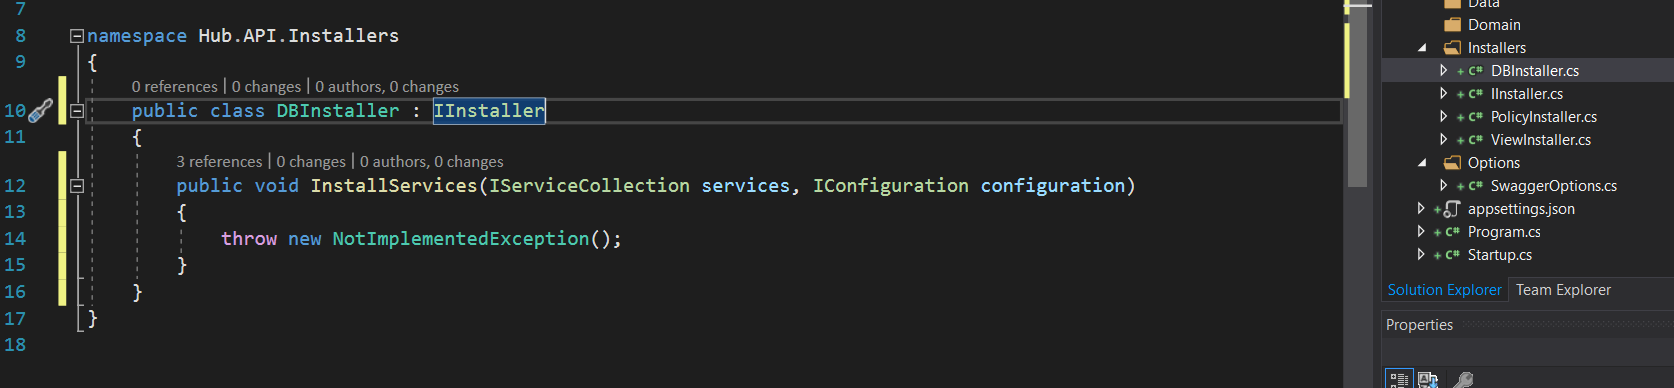 7
8 namespace Hub.API.Installers
9 {
0 references | 0 changes | 0 authors, 0 changes
10 public class DBInstaller : IInstaller
11 {
3 references | 0 changes | 0 authors, 0 changes
12 public void InstallServices(IServiceCollection services, IConfiguration configuration)
13 {
14 throw new NotImplementedException();
15 }
16 }
17 }
18
Data
Domain
Installers
C# DBInstaller.cs
C# IInstaller.cs
C# PolicyInstaller.cs
C# ViewInstaller.cs
Options
C# SwaggerOptions.cs
appsettings.json
C# Program.cs
C# Startup.cs
Solution Explorer Team Explorer
Properties